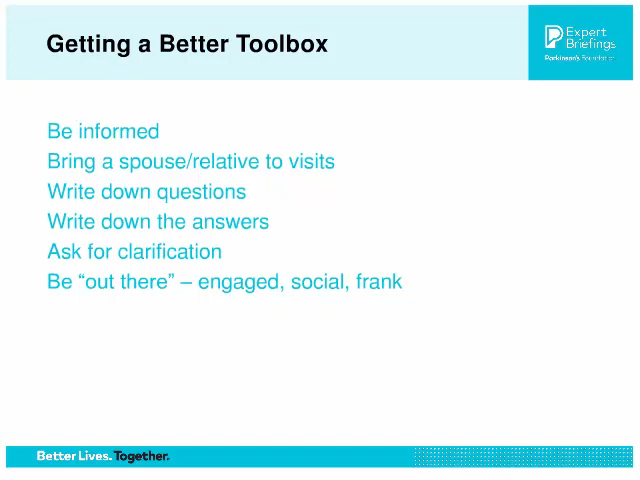 Getting a Better Toolbox
Expert
Briefings
Parkinson's Foundation
Be informed
Bring a spouse/relative to visits
Write down questions
Write down the answers
Ask for clarification
Be “out there” – engaged, social, frank
Better Lives. Together.